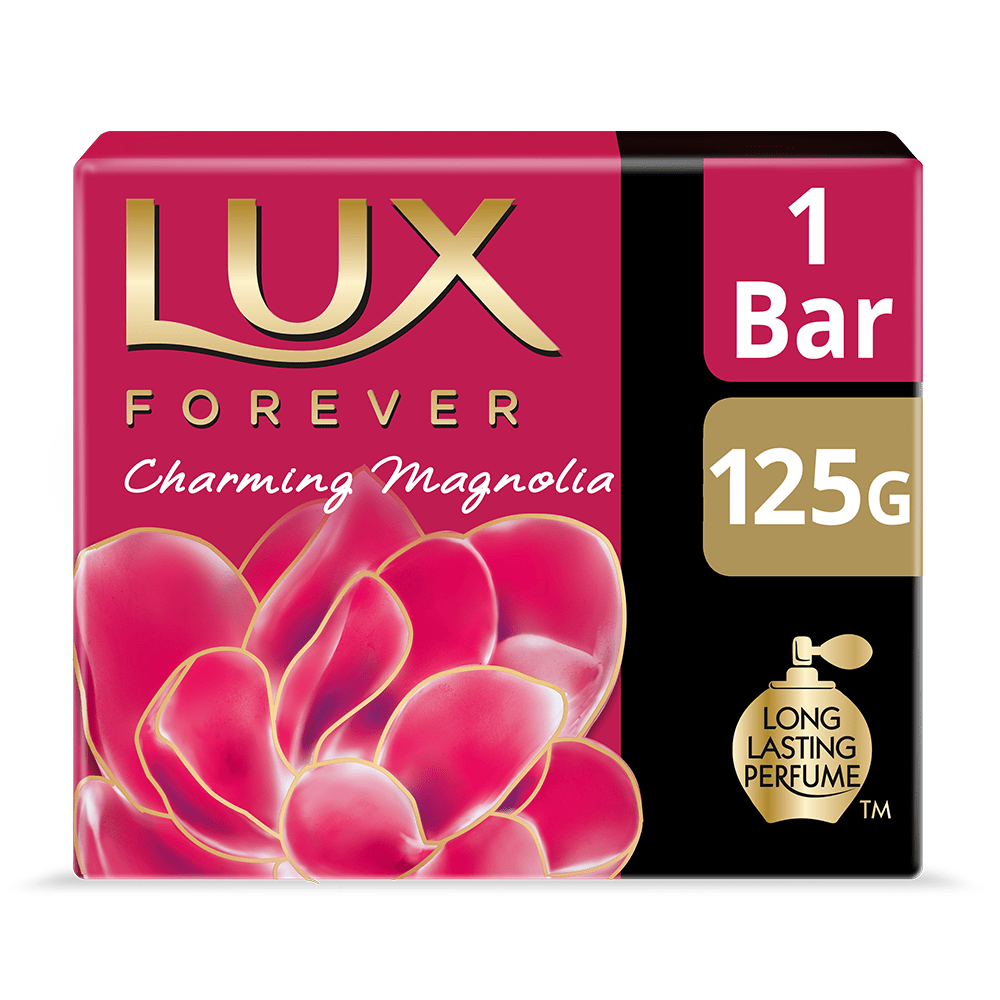 LUX
FOREVER
Charming Magnolia
1
Bar
125G
LONG
LASTING
PERFUME
TM